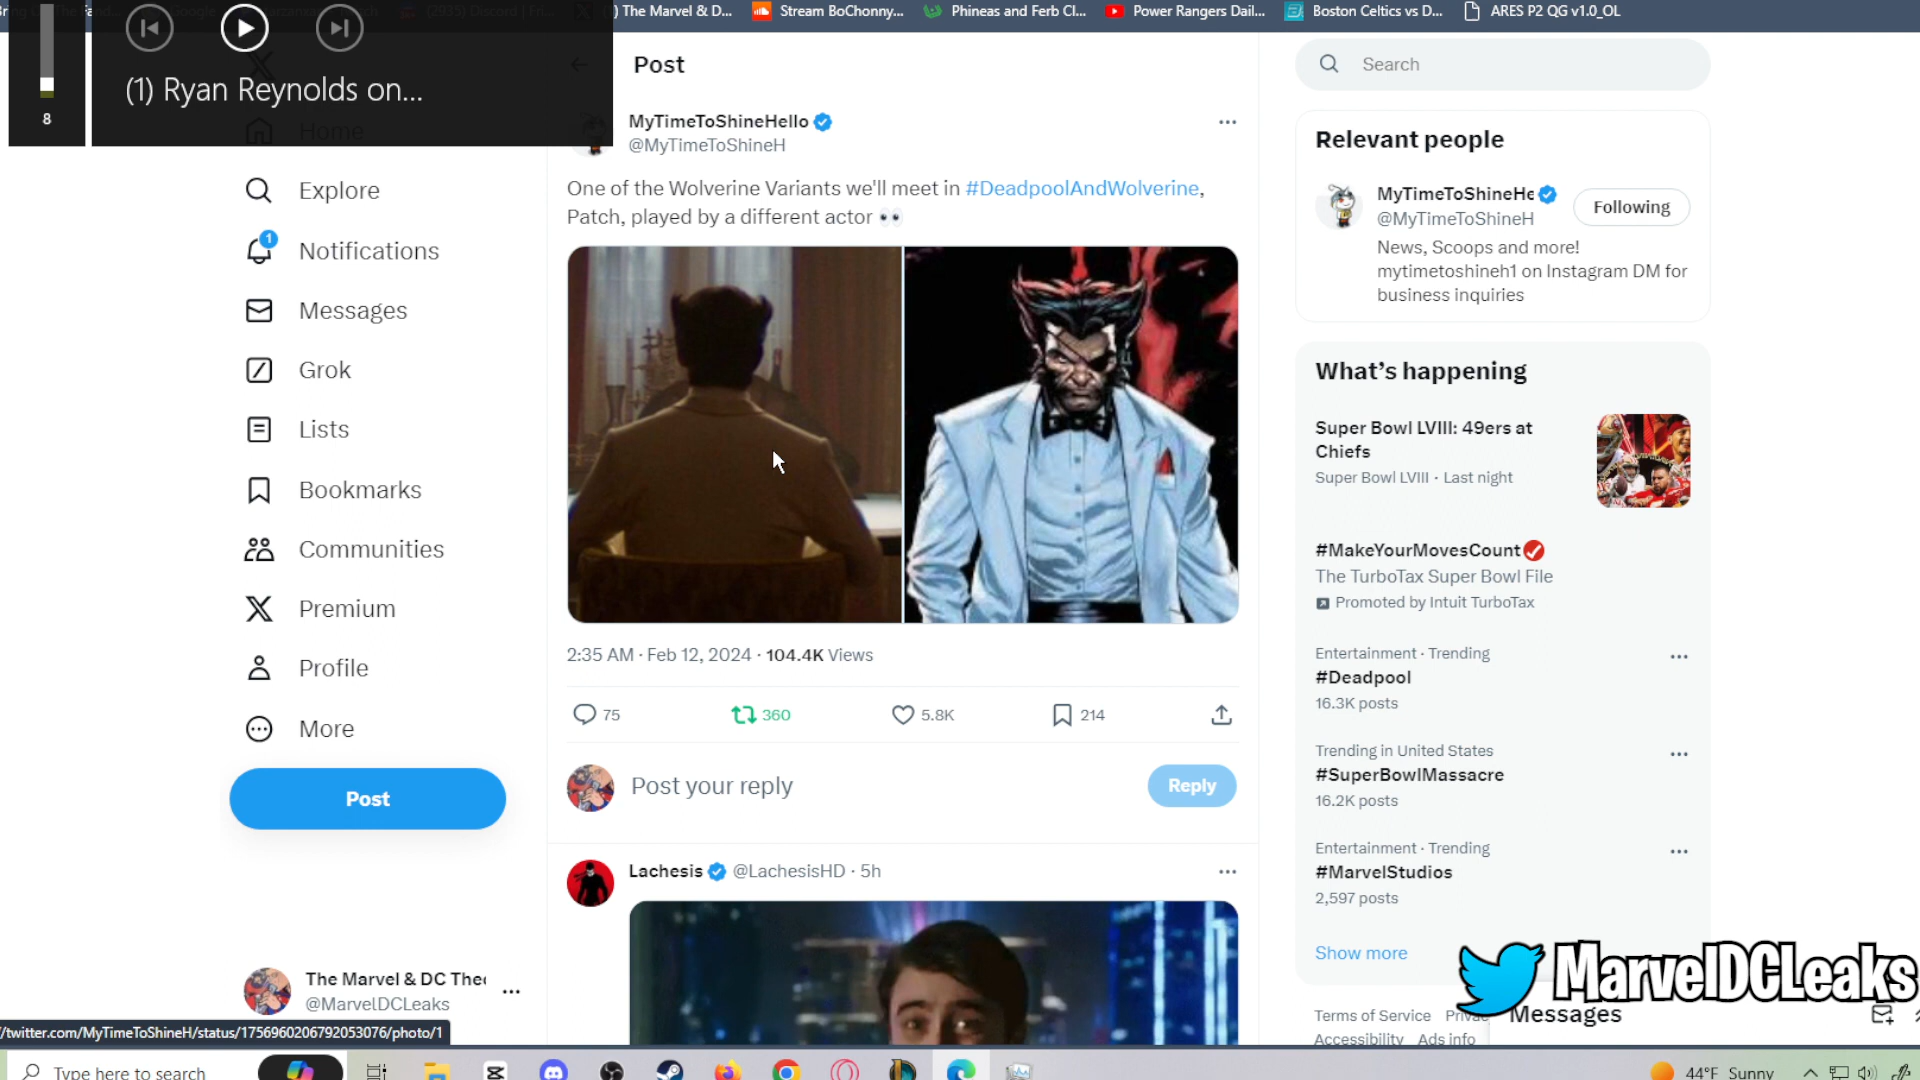 ) The Marvel & D...
Stream BoChonny...
Phineas and Ferb Cl...
Power Rangers Dail...
Boston Celtics vs D...
ARES P2 QG v1.0_OL
8
(1) Ryan Reynolds on...
Home
Explore
Notifications
1
Messages
Grok
Lists
Bookmarks
Communities
Premium
Profile
More
Post
The Marvel & DC Theo
@MarvelDCLeaks
/twitter.com/MyTimeToShineH/status/1756960206792053076/photo/1
Post
MyTimeToShineHello
@MyTimeToShineH
One of the Wolverine Variants we'll meet in #DeadpoolAndWolverine,
Patch, played by a different actor 👀
2:35 AM · Feb 12, 2024 · 104.4K Views
75
360
5.8K
214
Post your reply
Reply
Lachesis @LachesisHD · 5h
Search
Relevant people
MyTimeToShineHe
@MyTimeToShineH
Following
News, Scoops and more!
mytimetoshineh1 on Instagram DM for
business inquiries
What's happening
Super Bowl LVIII: 49ers at
Chiefs
Super Bowl LVIII · Last night
#MakeYourMovesCount
The TurboTax Super Bowl File
Promoted by Intuit TurboTax
Entertainment · Trending
#Deadpool
16.3K posts
Trending in United States
#SuperBowlMassacre
16.2K posts
Entertainment · Trending
#MarvelStudios
2,597 posts
Show more
MarvelDCLeaks
Terms of Service Privac
Accessibility Ads info
Messages
Type here to search
44°F Sunny